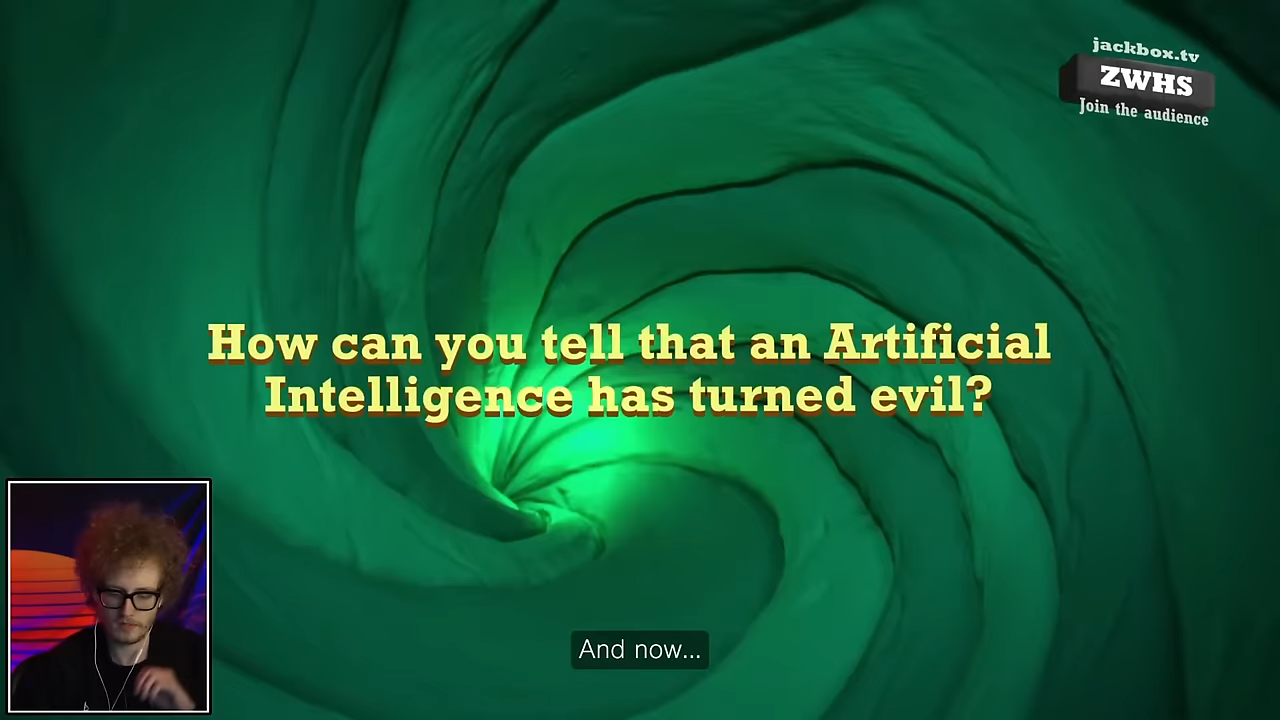 jackbox.tv
ZWHS
Join the audience
How can you tell that an Artificial
Intelligence has turned evil?
And now...